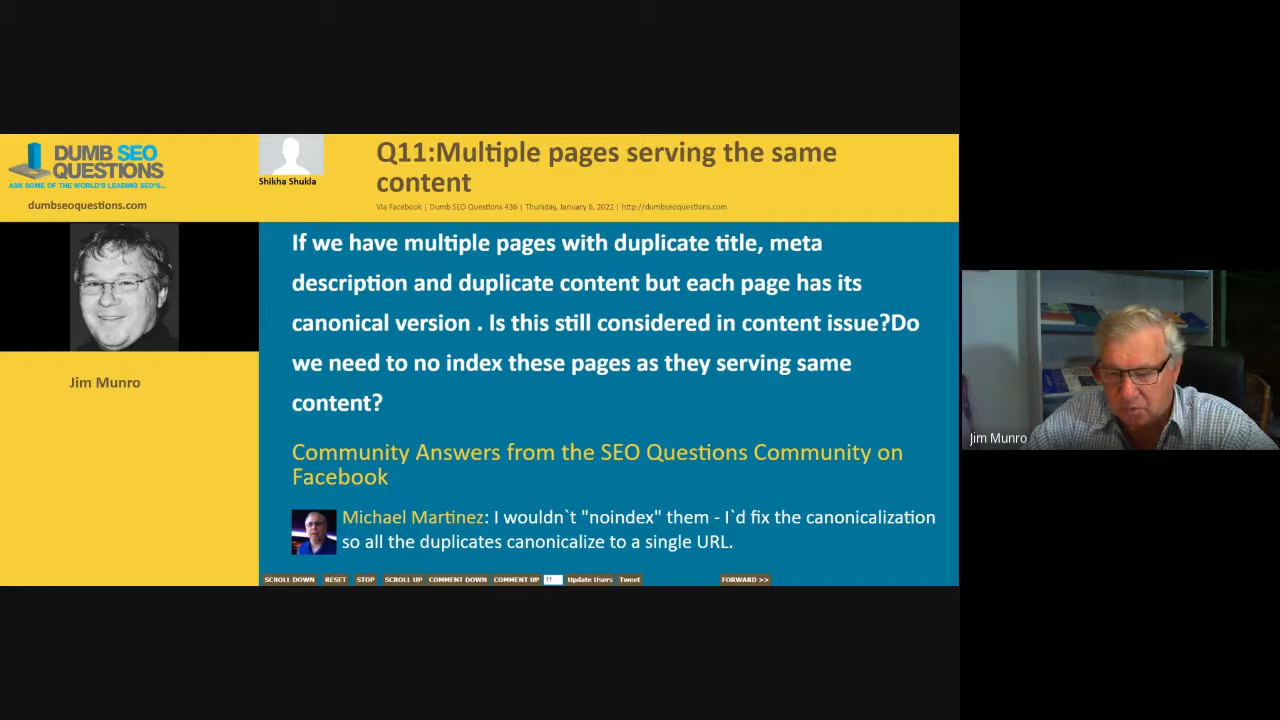 DUMB SEO
QUESTIONS
ASK SOME OF THE WORLD'S LEADING SEO'S...
dumbseoquestions.com
Shikha Shukla
Q11:Multiple pages serving the same
content
Via Facebook | Dumb SEO Questions 436 | Thursday, January 6, 2022 | http://dumbseoquestions.com
Jim Munro
If we have multiple pages with duplicate title, meta
description and duplicate content but each page has its
canonical version . Is this still considered in content issue?Do
we need to no index these pages as they serving same
content?
Community Answers from the SEO Questions Community on
Facebook
Michael Martinez: I wouldn`t "noindex" them - I`d fix the canonicalization
so all the duplicates canonicalize to a single URL.
SCROLL DOWN RESET STOP SCROLL UP COMMENT DOWN COMMENT UP 11 Update Users Tweet FORWARD >>
Jim Munro